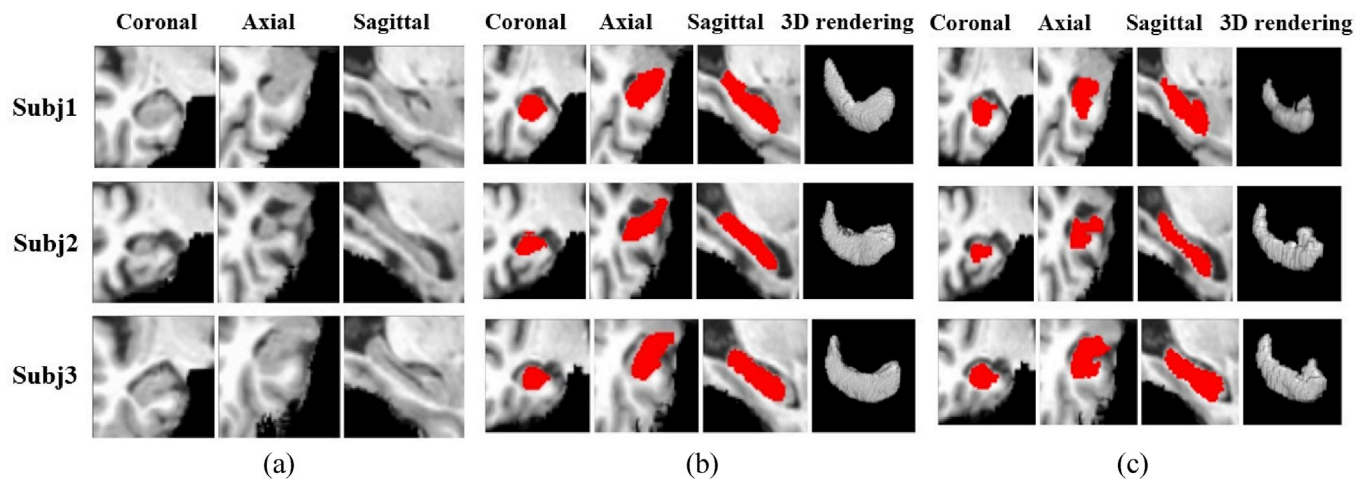 Coronal Axial Sagittal Coronal Axial Sagittal 3D rendering Coronal Axial Sagittal 3D rendering
Subj1
Subj2
Subj3
(a) (b) (c)